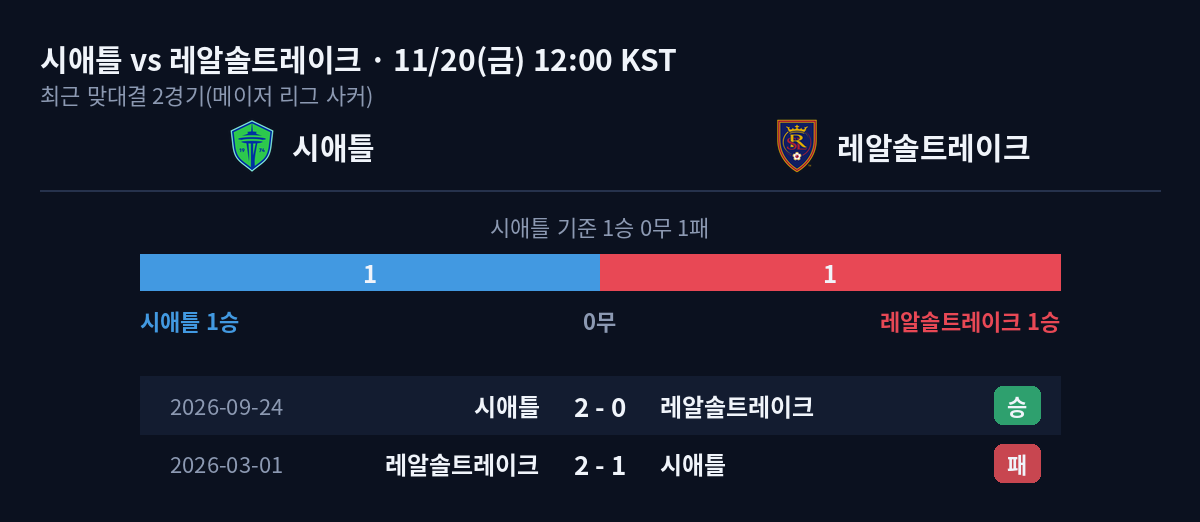 시애틀 vs 레알솔트레이크 · 11/20(금) 12:00 KST
최근 맞대결 2경기(메이저 리그 사커)
시애틀 레알솔트레이크
시애틀 기준 1승 0무 1패
1 1
시애틀 1승 0무 레알솔트레이크 1승
2026-09-24 시애틀 2 - 0 레알솔트레이크 승
2026-03-01 레알솔트레이크 2 - 1 시애틀 패